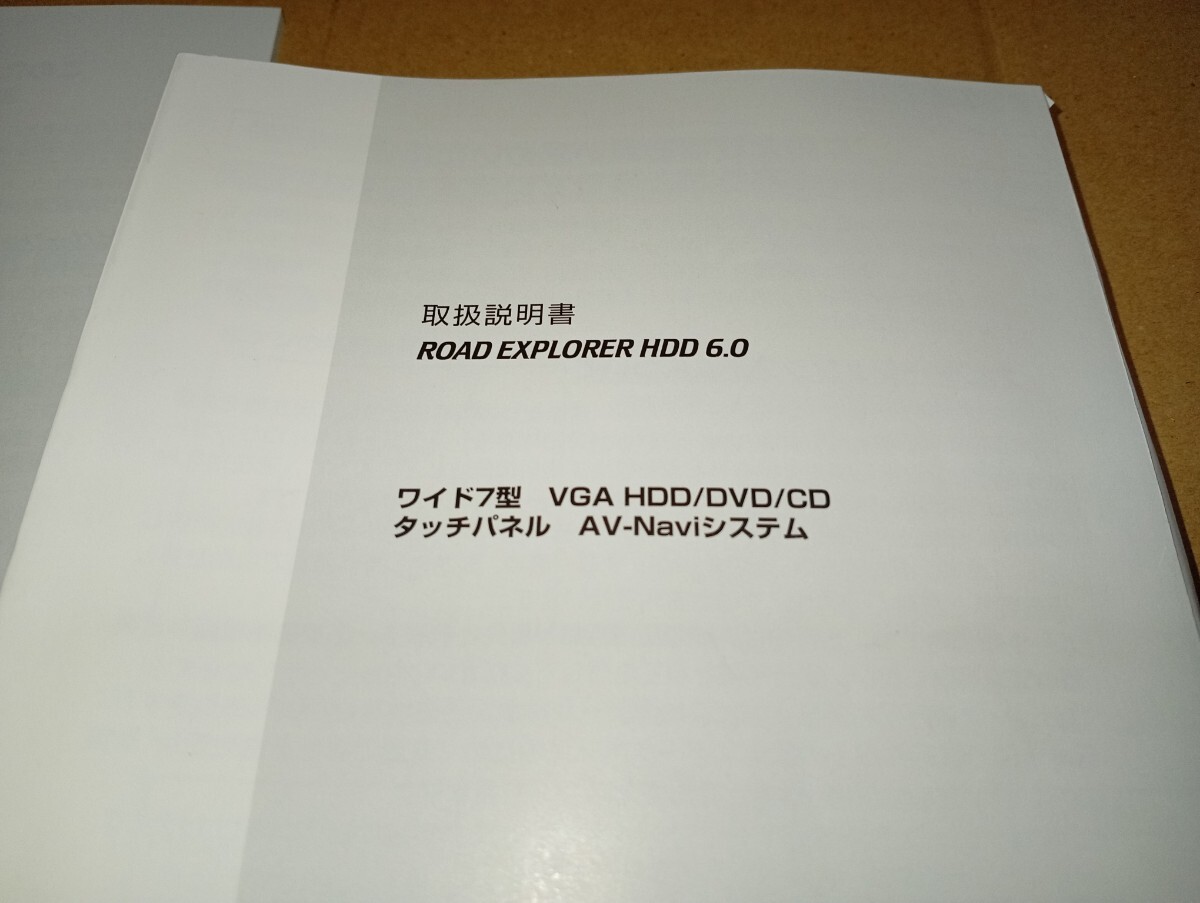 取扱説明書
ROAD EXPLORER HDD 6.0
ワイド7型　VGA HDD/DVD/CD
タッチパネル　AV-Naviシステム